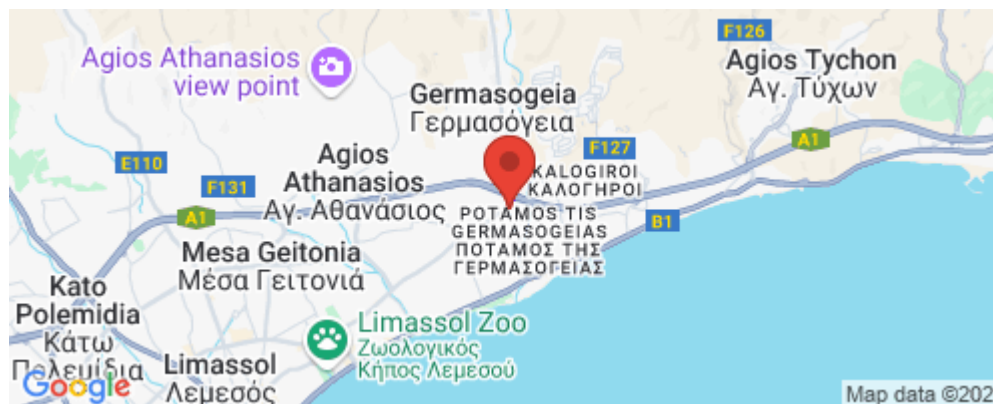 F126
Agios Athanasios
view point
Agios Tychon
Αγ. Τύχων
Germasogeia
Γερμασόγεια
A1
E110
F127
Agios
Athanasios
Αγ. Αθανάσιος
KALOGIROI
ΚΑΛΟΓΗΡΟΙ
F131
A1
POTAMOS TIS
GERMASOGEIAS
ΠΟΤΑΜΟΣ ΤΗΣ
ΓΕΡΜΑΣΟΓΕΙΑΣ
B1
Mesa Geitonia
Μέσα Γειτονιά
Kato
Polemidia
Κάτω
Πολεμίδια
Limassol Zoo
Ζωολογικός
Κήπος Λεμεσού
Limassol
Λεμεσός
Google
Map data ©202